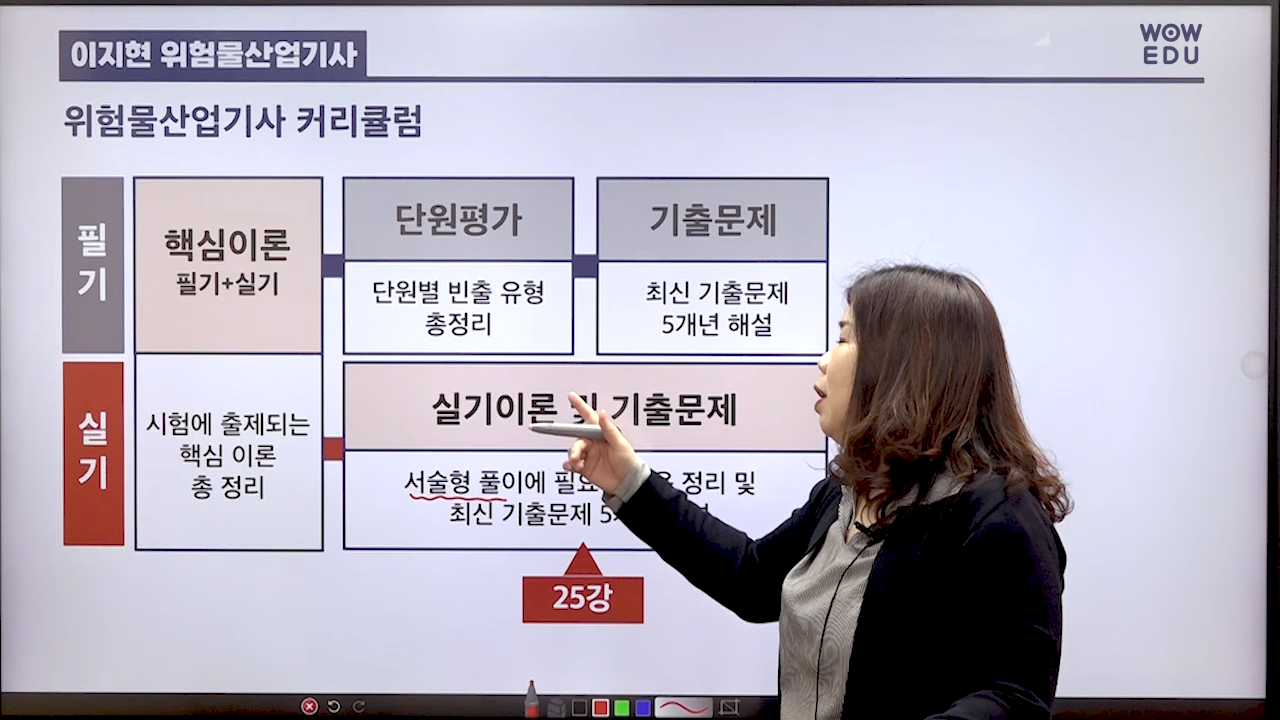 이지현 위험물산업기사
WOW
EDU
위험물산업기사 커리큘럼
필
기
핵심이론
필기+실기
단원평가
단원별 빈출 유형
총정리
기출문제
최신 기출문제
5개년 해설
실
기
시험에 출제되는
핵심 이론
총 정리
실기이론 및 기출문제
서술형 풀이에 정리 및
최신 기출문제
25강